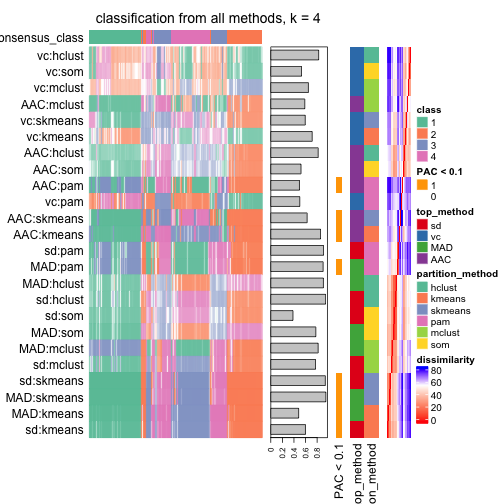 classification from all methods, k = 4
onsensus_class
vc:hclust
vc:som
vc:mclust
AAC:mclust
vc:skmeans
vc:kmeans
AAC:hclust
AAC:som
AAC:pam
vc:pam
AAC:skmeans
AAC:kmeans
sd:pam
MAD:pam
MAD:hclust
sd:hclust
sd:som
MAD:som
MAD:mclust
sd:mclust
sd:skmeans
MAD:skmeans
MAD:kmeans
sd:kmeans
0
0.2
0.4
0.6
0.8
PAC < 0.1
op_method
on_method
class
1
2
3
4
PAC < 0.1
1
0
top_method
sd
vc
MAD
AAC
partition_method
hclust
kmeans
skmeans
pam
mclust
som
dissimilarity
80
60
40
20
0